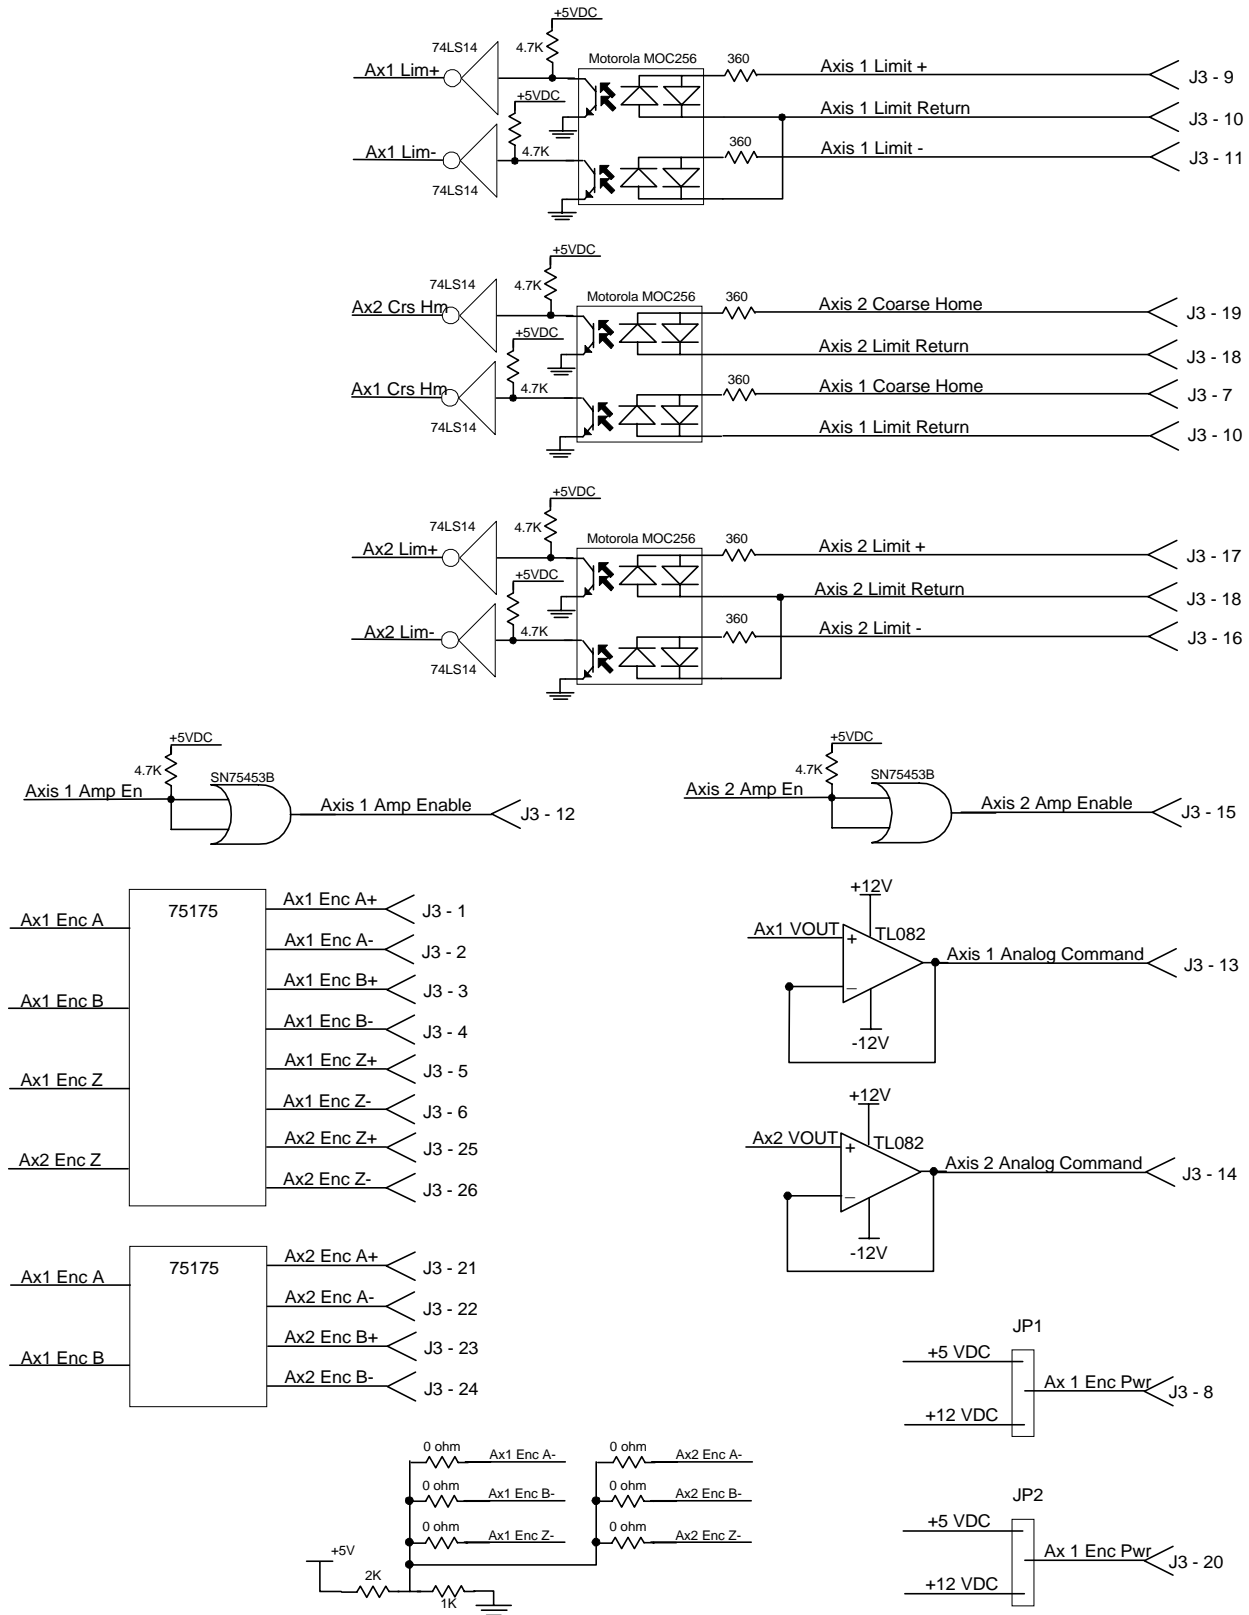 +5VDC
74LS14
4.7K
Motorola MOC256
360
Ax1 Lim+
Axis 1 Limit +
J3 - 9
+5VDC
Axis 1 Limit Return
J3 - 10
4.7K
360
Ax1 Lim-
Axis 1 Limit -
J3 - 11
74LS14
+5VDC
74LS14
4.7K
Motorola MOC256
360
Ax2 Crs Hm
Axis 2 Coarse Home
J3 - 19
+5VDC
Axis 2 Limit Return
J3 - 18
4.7K
360
Ax1 Crs Hm
Axis 1 Coarse Home
J3 - 7
74LS14
Axis 1 Limit Return
J3 - 10
+5VDC
74LS14
4.7K
Motorola MOC256
360
Ax2 Lim+
Axis 2 Limit +
J3 - 17
+5VDC
Axis 2 Limit Return
J3 - 18
4.7K
360
Ax2 Lim-
Axis 2 Limit -
J3 - 16
74LS14
+5VDC
4.7K
SN75453B
Axis 1 Amp En
Axis 1 Amp Enable
J3 - 12
+5VDC
4.7K
SN75453B
Axis 2 Amp En
Axis 2 Amp Enable
J3 - 15
75175
Ax1 Enc A
Ax1 Enc B
Ax1 Enc Z
Ax2 Enc Z
Ax1 Enc A+
J3 - 1
Ax1 Enc A-
J3 - 2
Ax1 Enc B+
J3 - 3
Ax1 Enc B-
J3 - 4
Ax1 Enc Z+
J3 - 5
Ax1 Enc Z-
J3 - 6
Ax2 Enc Z+
J3 - 25
Ax2 Enc Z-
J3 - 26
+12V
Ax1 VOUT
+
TL082
Axis 1 Analog Command
J3 - 13
–
-12V
+12V
Ax2 VOUT
+
TL082
Axis 2 Analog Command
J3 - 14
–
-12V
75175
Ax1 Enc A
Ax1 Enc B
Ax2 Enc A+
J3 - 21
Ax2 Enc A-
J3 - 22
Ax2 Enc B+
J3 - 23
Ax2 Enc B-
J3 - 24
JP1
+5 VDC
Ax 1 Enc Pwr
J3 - 8
+12 VDC
0 ohm
Ax1 Enc A-
0 ohm
Ax2 Enc A-
0 ohm
Ax1 Enc B-
0 ohm
Ax2 Enc B-
0 ohm
Ax1 Enc Z-
0 ohm
Ax2 Enc Z-
+5V
2K
1K
JP2
+5 VDC
Ax 1 Enc Pwr
J3 - 20
+12 VDC